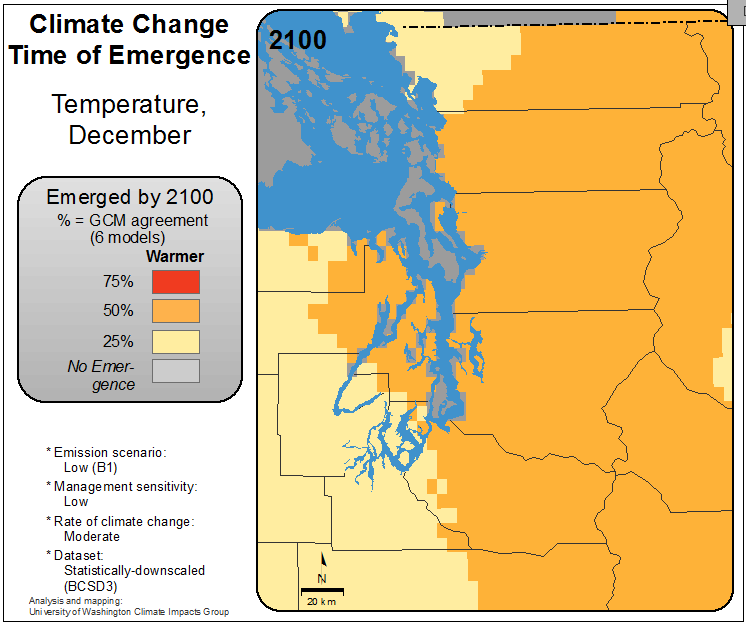 Climate Change
Time of Emergence
2100
Temperature,
December
Emerged by 2100
% = GCM agreement
(6 models)
Warmer
75%
50%
25%
No Emer-
gence
* Emission scenario:
Low (B1)
* Management sensitivity:
Low
* Rate of climate change:
Moderate
* Dataset:
Statistically-downscaled
(BCSD3)
Analysis and mapping:
University of Washington Climate Impacts Group
N
20 km